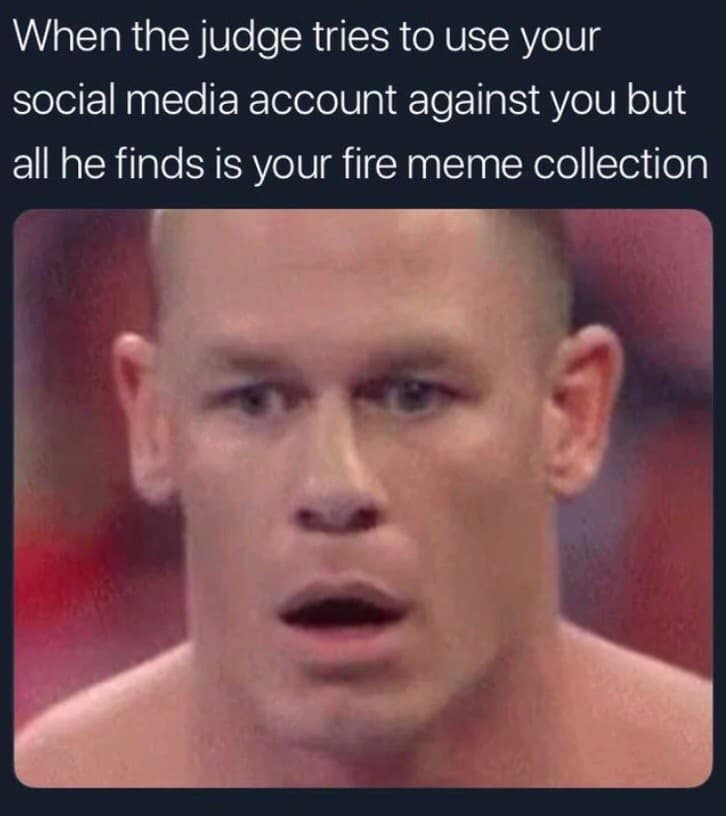 When the judge tries to use your
social media account against you but
all he finds is your fire meme collection